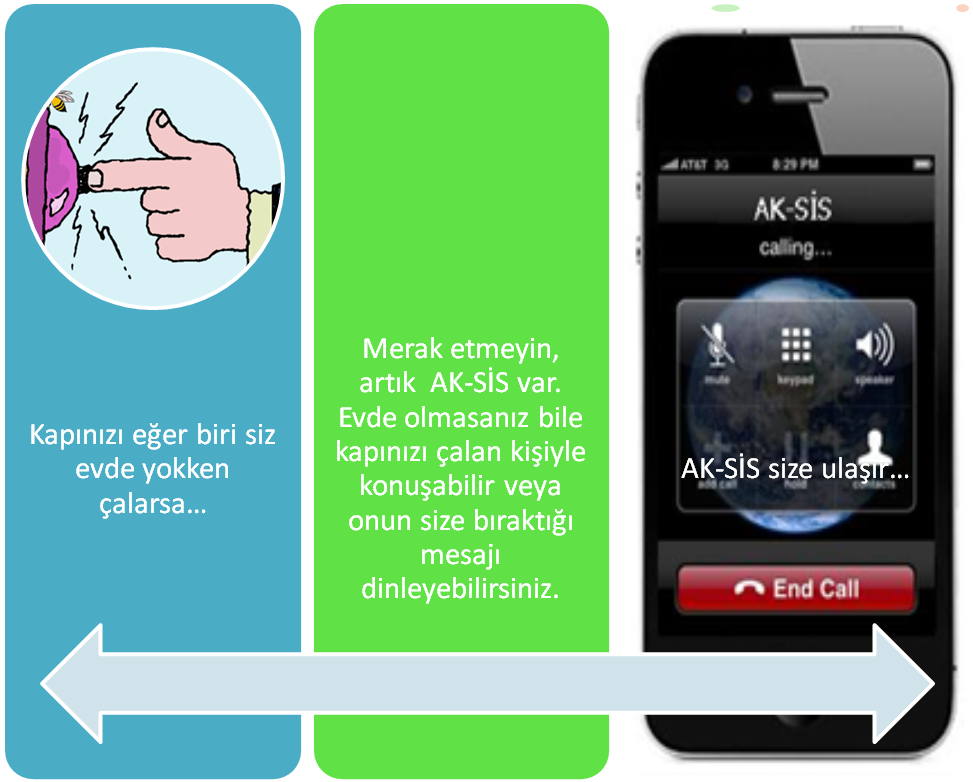 Kapınızı eğer biri siz
evde yokken
çalarsa...
Merak etmeyin,
artık AK-SİS var.
Evde olmasanız bile
kapınızı çalan kişiyle
konuşabilir veya
onun size bıraktığı
mesajı
dinleyebilirsiniz.
AT&T 3G 8:29 PM
AK-SİS
calling...
mute keypad speaker
AK-SİS size ulaşır...
add call hold contacts
End Call